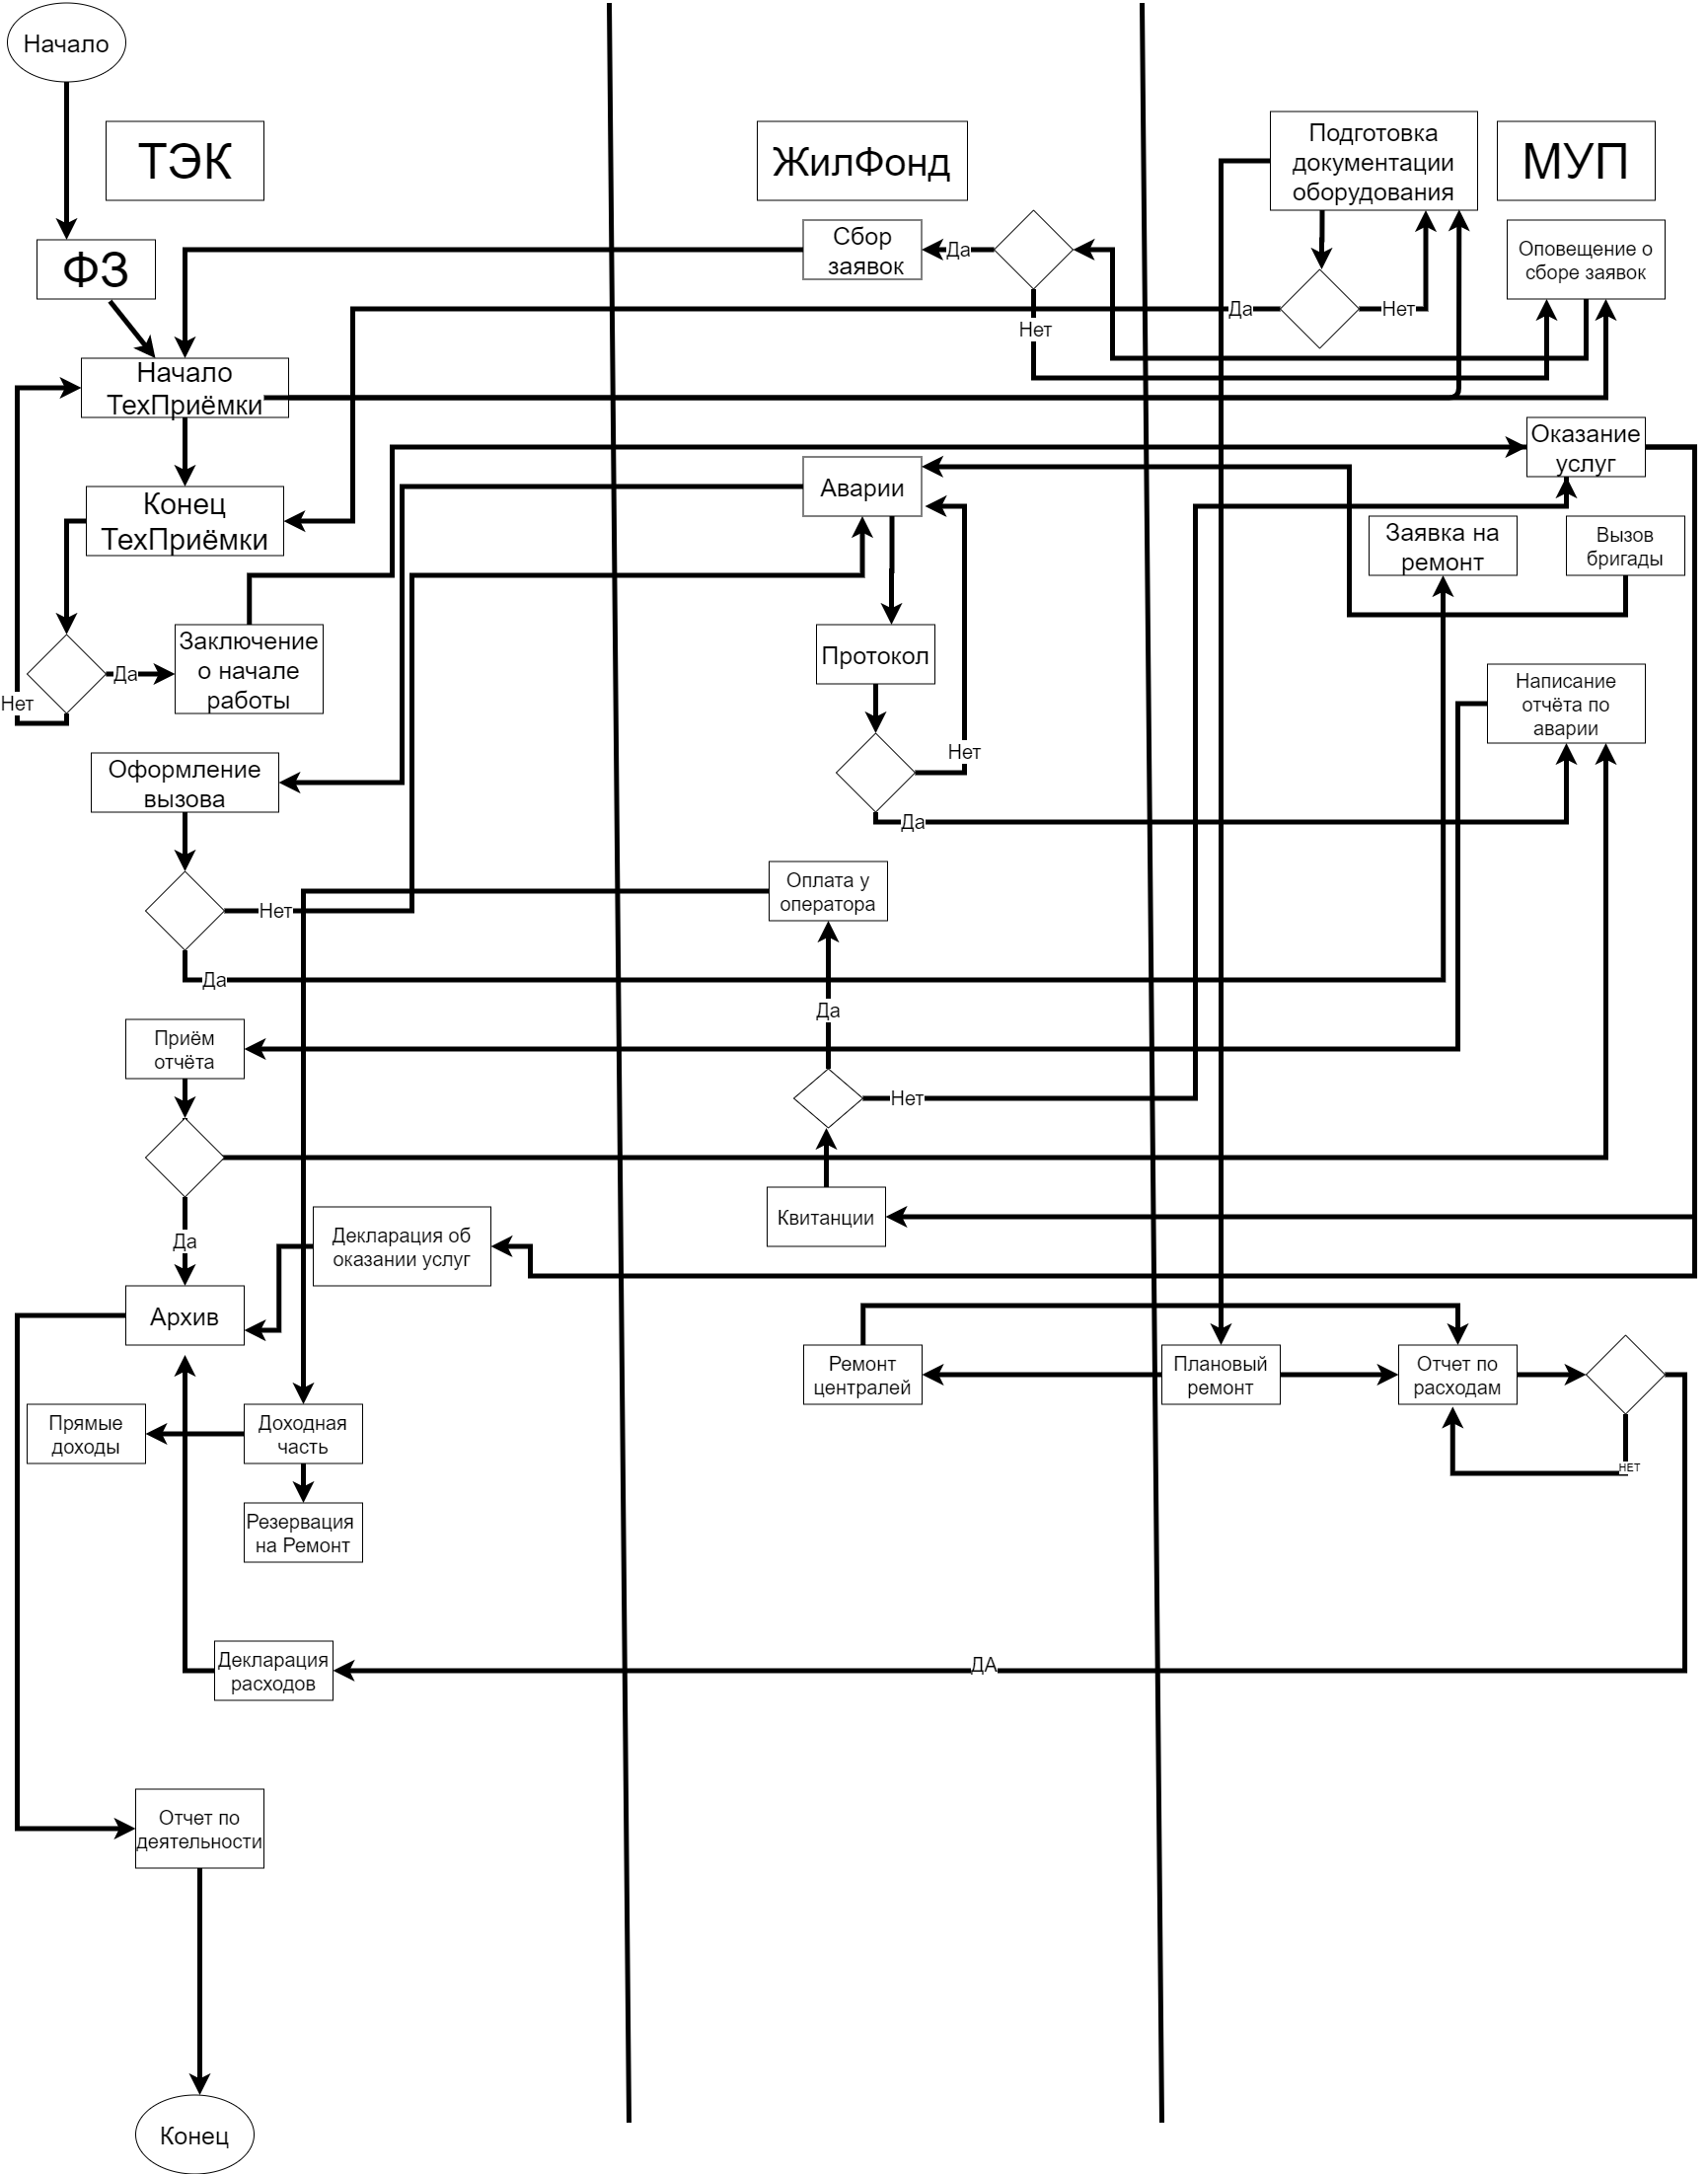 Начало
ТЭК
ЖилФонд
Подготовка
документации
оборудования
МУП
ФЗ
Сбор
заявок
Да
Оповещение о
сборе заявок
Да
Нет
Нет
Начало
ТехПриёмки
Оказание
услуг
Аварии
Конец
ТехПриёмки
Заявка на
ремонт
Вызов
бригады
Заключение
о начале
работы
Да
Нет
Протокол
Написание
отчёта по
аварии
Нет
Оформление
вызова
Да
Оплата у
оператора
Нет
Да
Да
Приём
отчёта
Нет
Квитанции
Декларация об
оказании услуг
Да
Архив
Ремонт
централей
Плановый
ремонт
Отчет по
расходам
Прямые
доходы
Доходная
часть
НЕТ
Резервация
на Ремонт
Декларация
расходов
ДА
Отчет по
деятельности
Конец